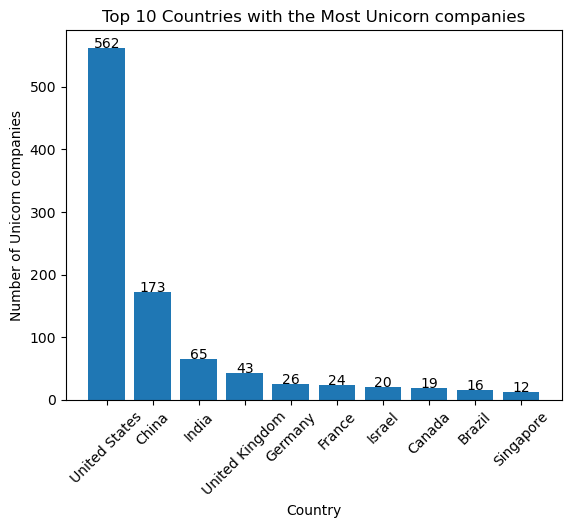 Top 10 Countries with the Most Unicorn companies
Number of Unicorn companies
500
400
300
200
100
0
562
173
65
43
26
24
20
19
16
12
United States
China
India
United Kingdom
Germany
France
Israel
Canada
Brazil
Singapore
Country